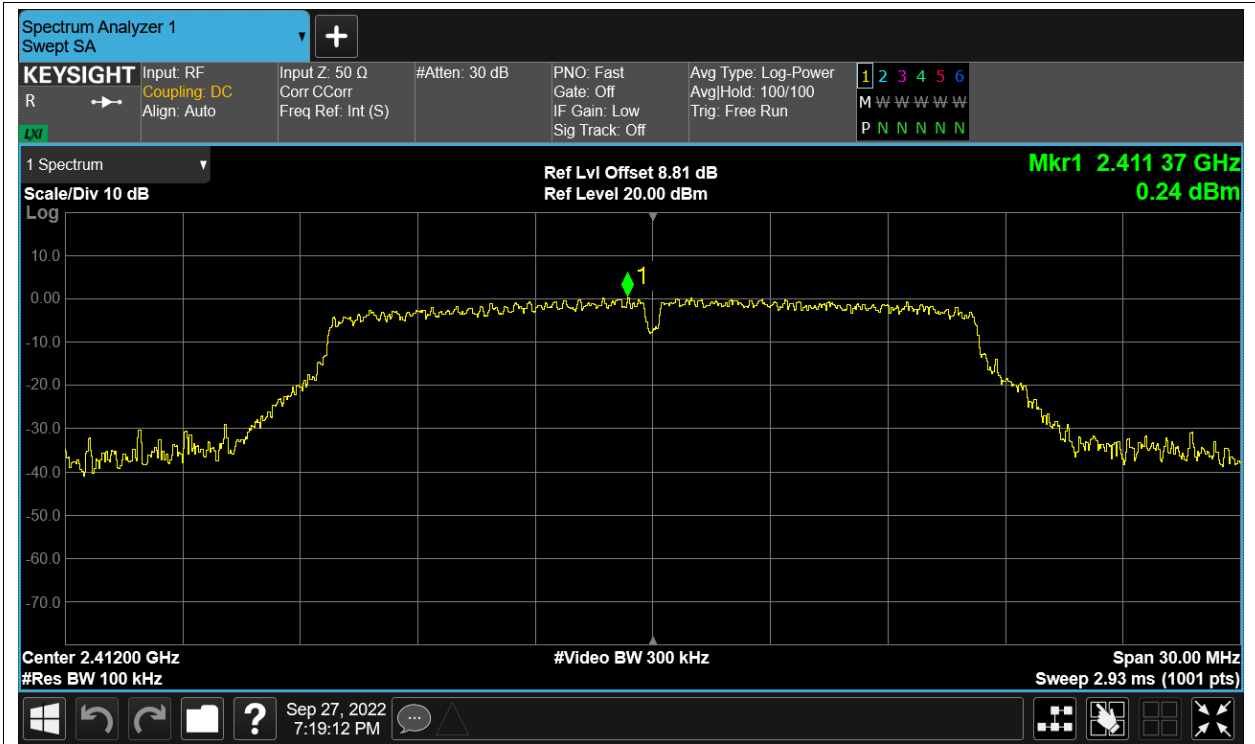 Spectrum Analyzer 1
Swept SA
+
KEYSIGHT
R
LXI
Input: RF
Coupling: DC
Align: Auto
Input Z: 50 Ω
Corr CCorr
Freq Ref: Int (S)
#Atten: 30 dB
PNO: Fast
Gate: Off
IF Gain: Low
Sig Track: Off
Avg Type: Log-Power
Avg|Hold: 100/100
Trig: Free Run
1 2 3 4 5 6
M W W W W W
P N N N N N
1 Spectrum
Scale/Div 10 dB
Log
Ref Lvl Offset 8.81 dB
Ref Level 20.00 dBm
Mkr1 2.411 37 GHz
0.24 dBm
10.0
0.00
-10.0
-20.0
-30.0
-40.0
-50.0
-60.0
-70.0
1
Center 2.41200 GHz
#Res BW 100 kHz
#Video BW 300 kHz
Span 30.00 MHz
Sweep 2.93 ms (1001 pts)
?
Sep 27, 2022
7:19:12 PM